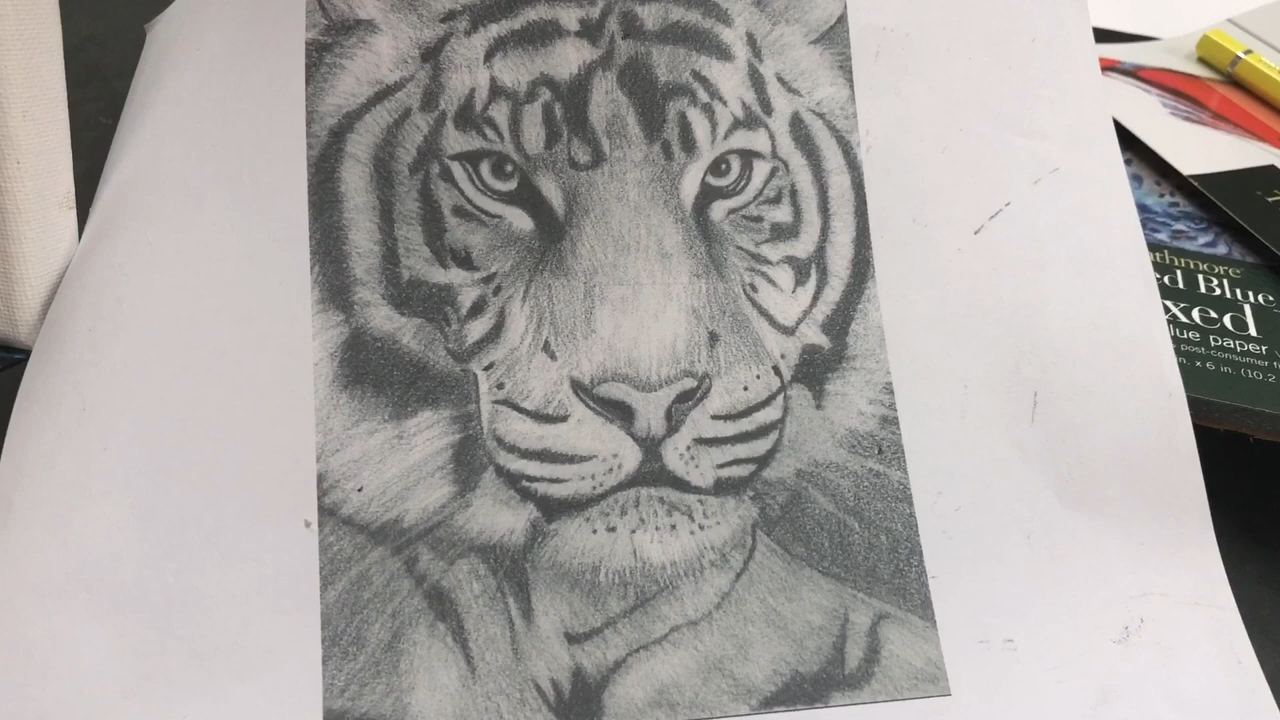 athmore®
ed Blue
xed
lue paper
post-consumer
n. x 6 in. (10.2